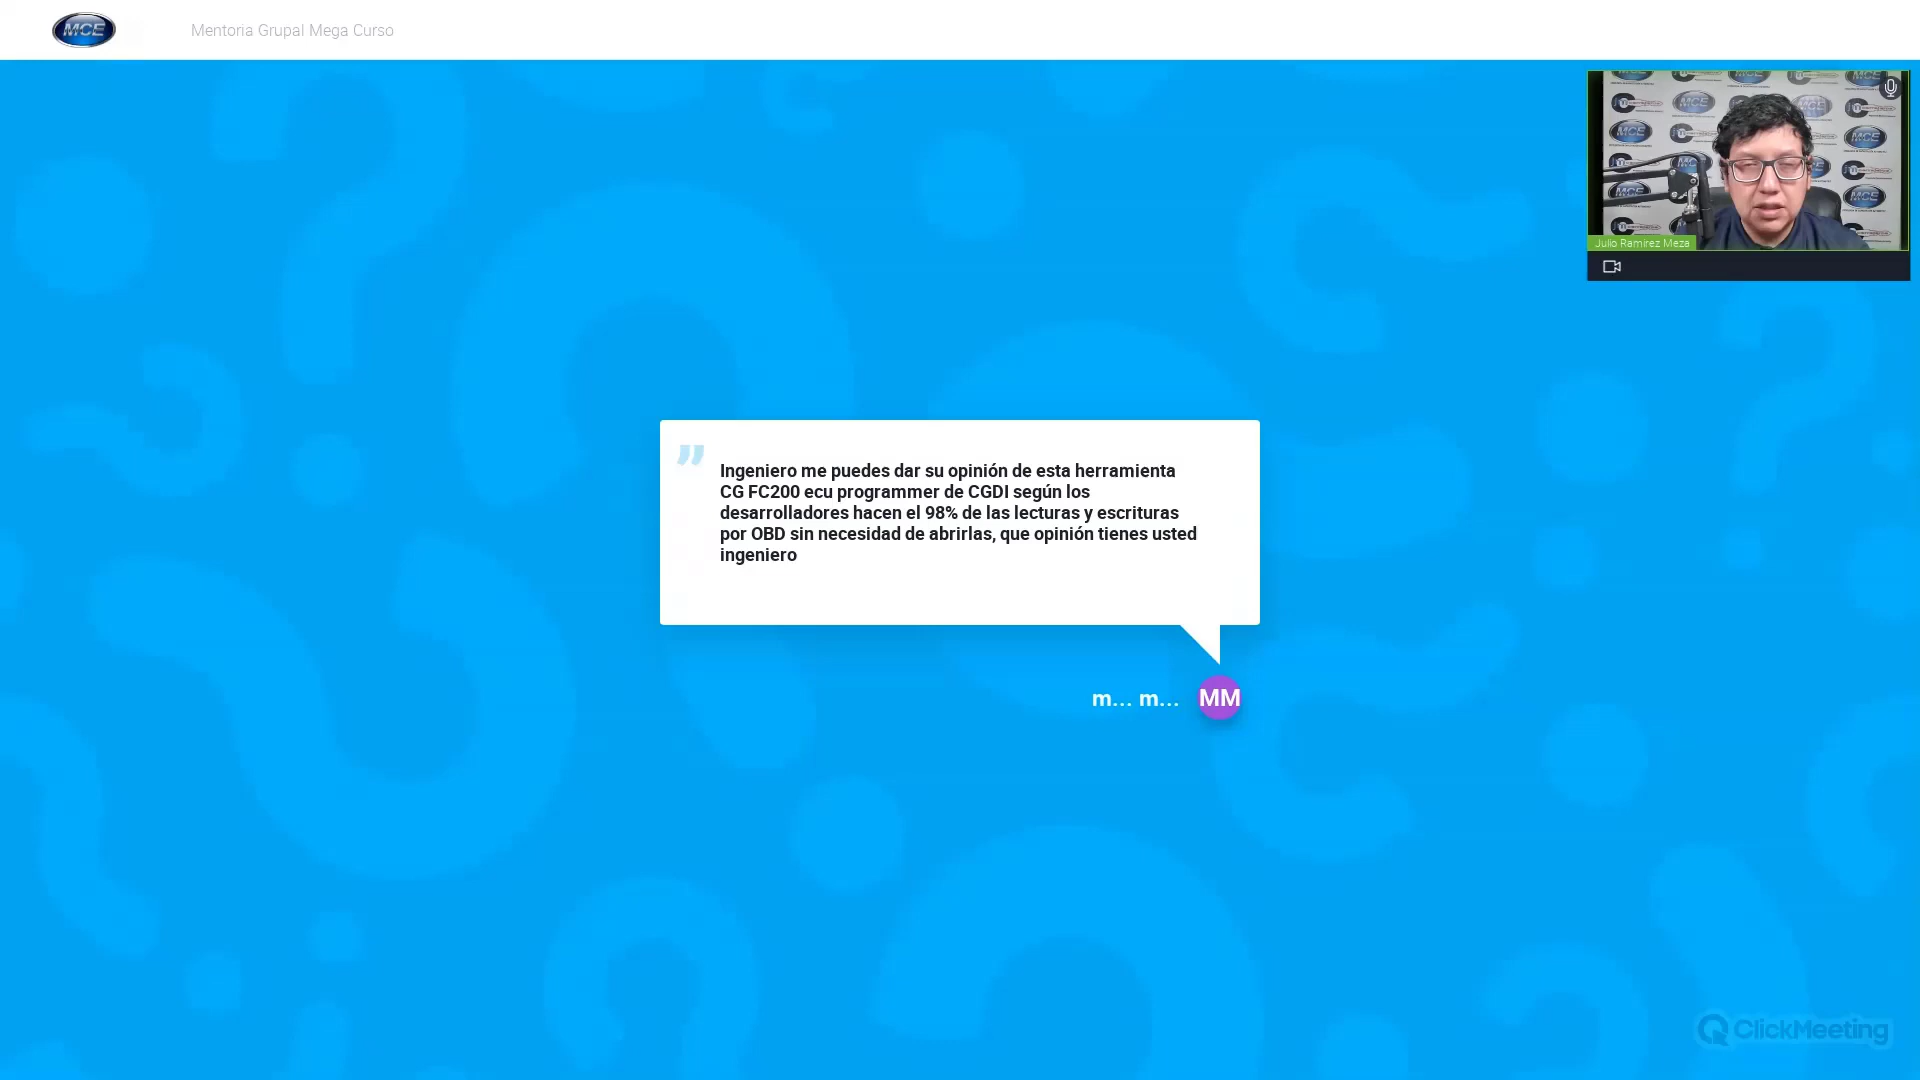 MCE
Mentoria Grupal Mega Curso
Ingeniero me puedes dar su opinión de esta herramienta
CG FC200 ecu programmer de CGDI según los
desarrolladores hacen el 98% de las lecturas y escrituras
por OBD sin necesidad de abrirlas, que opinión tienes usted
ingeniero
m... m...
MM
Julio Ramirez Meza
ClickMeeting